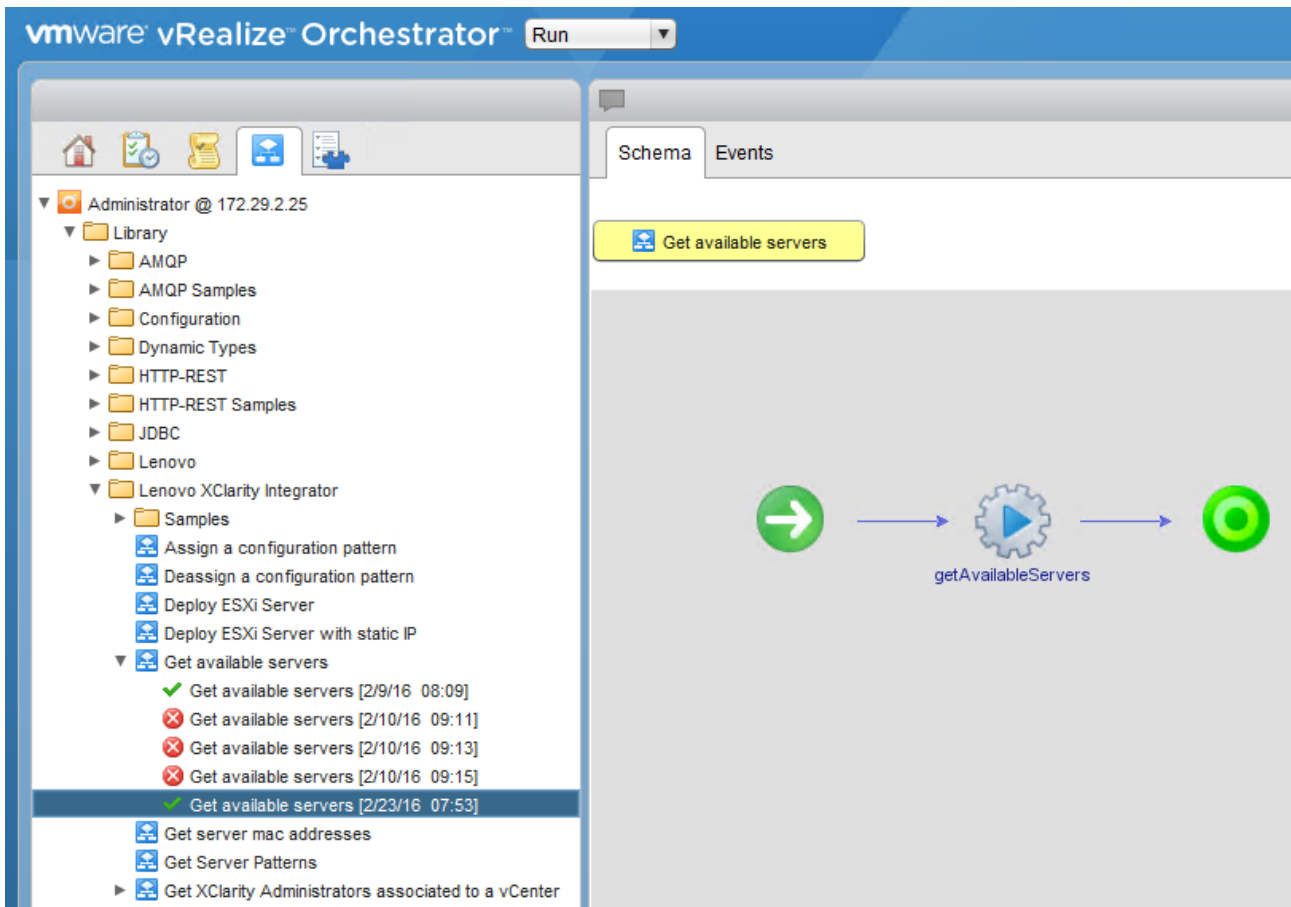 vmware vRealize™ Orchestrator™ Run
Schema Events
Administrator @ 172.29.2.25
Library
AMQP
AMQP Samples
Configuration
Dynamic Types
HTTP-REST
HTTP-REST Samples
JDBC
Lenovo
Lenovo XClarity Integrator
Samples
Assign a configuration pattern
Deassign a configuration pattern
Deploy ESXi Server
Deploy ESXi Server with static IP
Get available servers
Get available servers [2/9/16 08:09]
Get available servers [2/10/16 09:11]
Get available servers [2/10/16 09:13]
Get available servers [2/10/16 09:15]
Get available servers [2/23/16 07:53]
Get server mac addresses
Get Server Patterns
Get XClarity Administrators associated to a vCenter
Get available servers
getAvailableServers